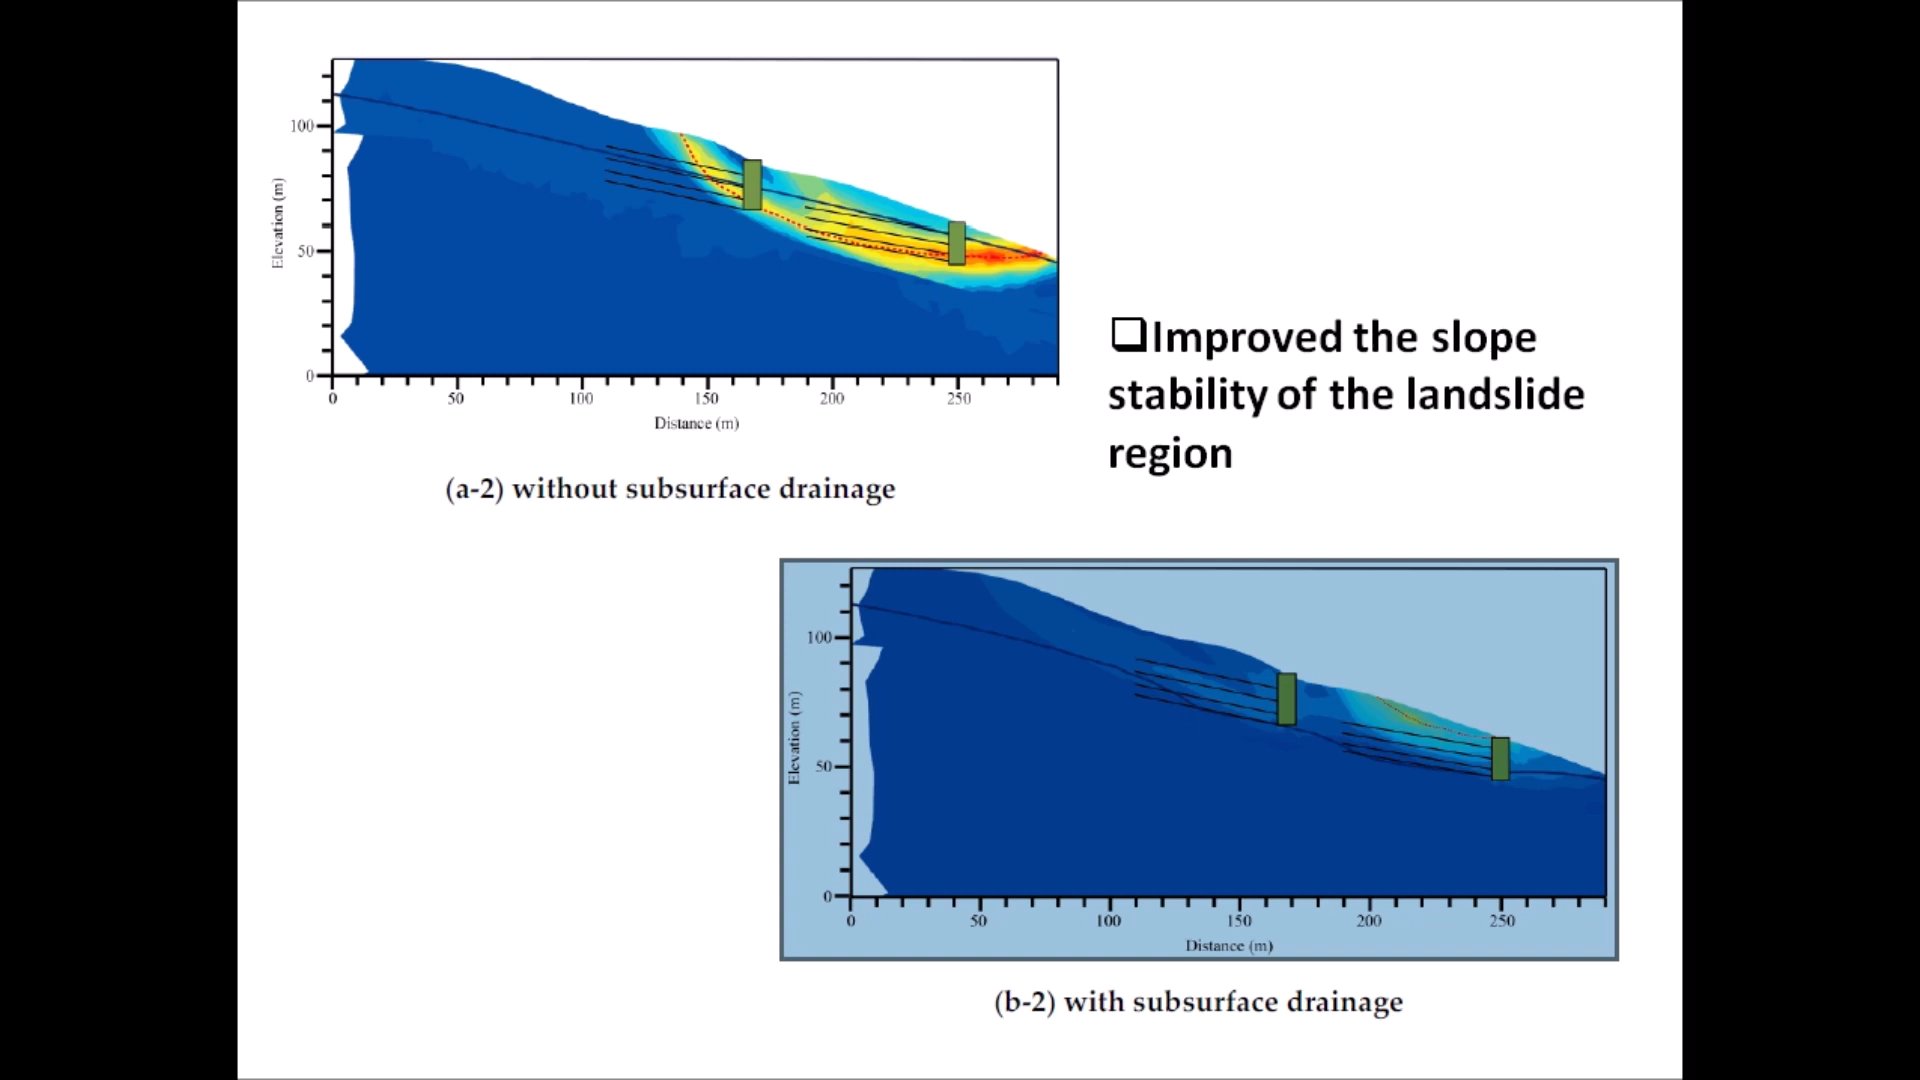 100
50
0
Elevation (m)
0 50 100 150 200 250
Distance (m)
(a-2) without subsurface drainage
❑Improved the slope
stability of the landslide
region
100
50
0
Elevation (m)
0 50 100 150 200 250
Distance (m)
(b-2) with subsurface drainage